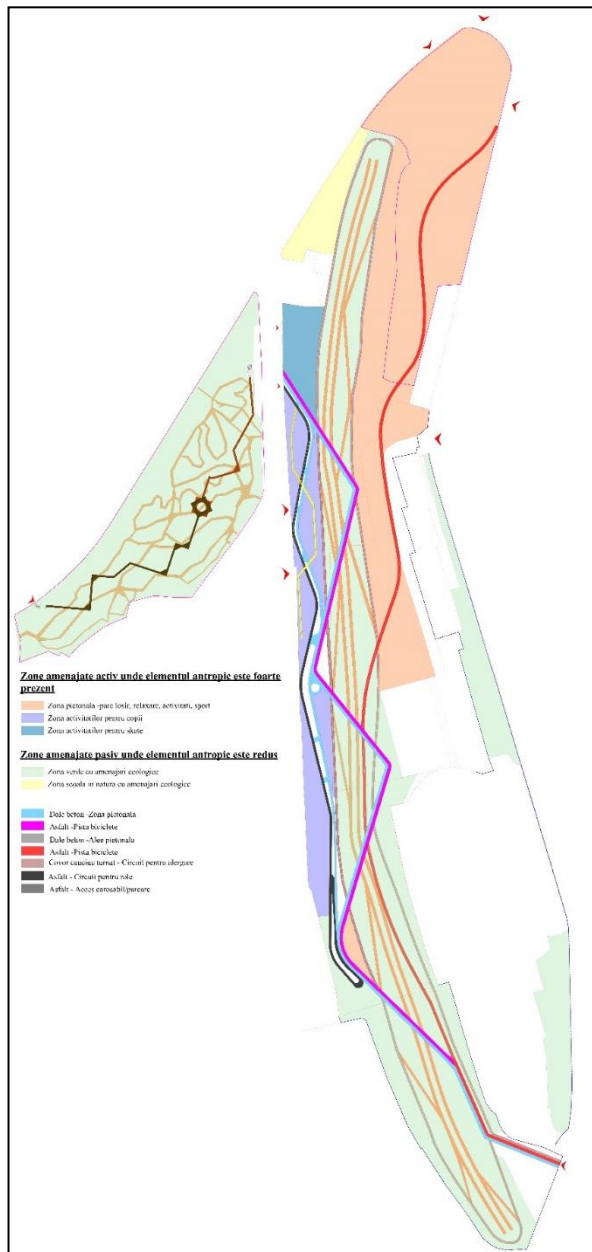 Zone amenajate activ unde elementul antropic este foarte
prezent
Zona pietonala -parc losir, relaxare, activitati, sport
Zona activitatilor pentru copii
Zona activitatilor pentru skate
Zone amenajate pasiv unde elementul antropic este redus
Zona verde cu amenajari ecologice
Zona scoala in natura cu amenajari ecologice
Dale beton -Zona pietonala
Asfalt -Pista biciclete
Dale beton -Alee pietonala
Asfalt -Pista biciclete
Covor cauciuc turnat - Circuit pentru alergare
Asfalt - Circuit pentru role
Asfalt - Acces carosabil/parcare